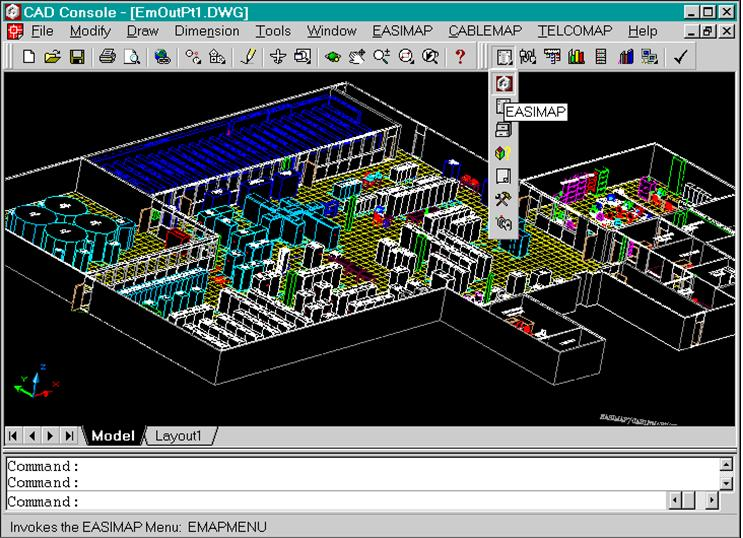 CAD Console - [EmOutPt1.DWG]
File Modify Draw Dimension Tools Window EASIMAP CABLEMAP TELCOMAP Help
EASIMAP
Z
Y X
Model Layout1
Command:
Command:
Command:
Invokes the EASIMAP Menu: EMAPMENU